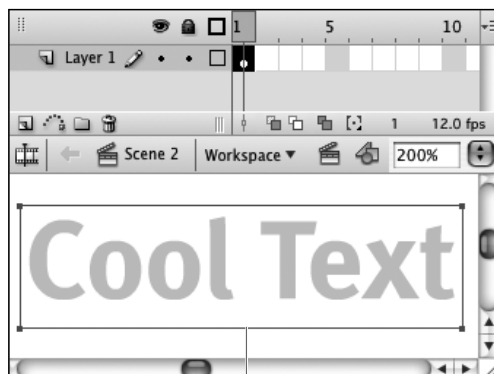 1 5 10
Layer 1
1 12.0 fps
Scene 2 Workspace 200%
Cool Text